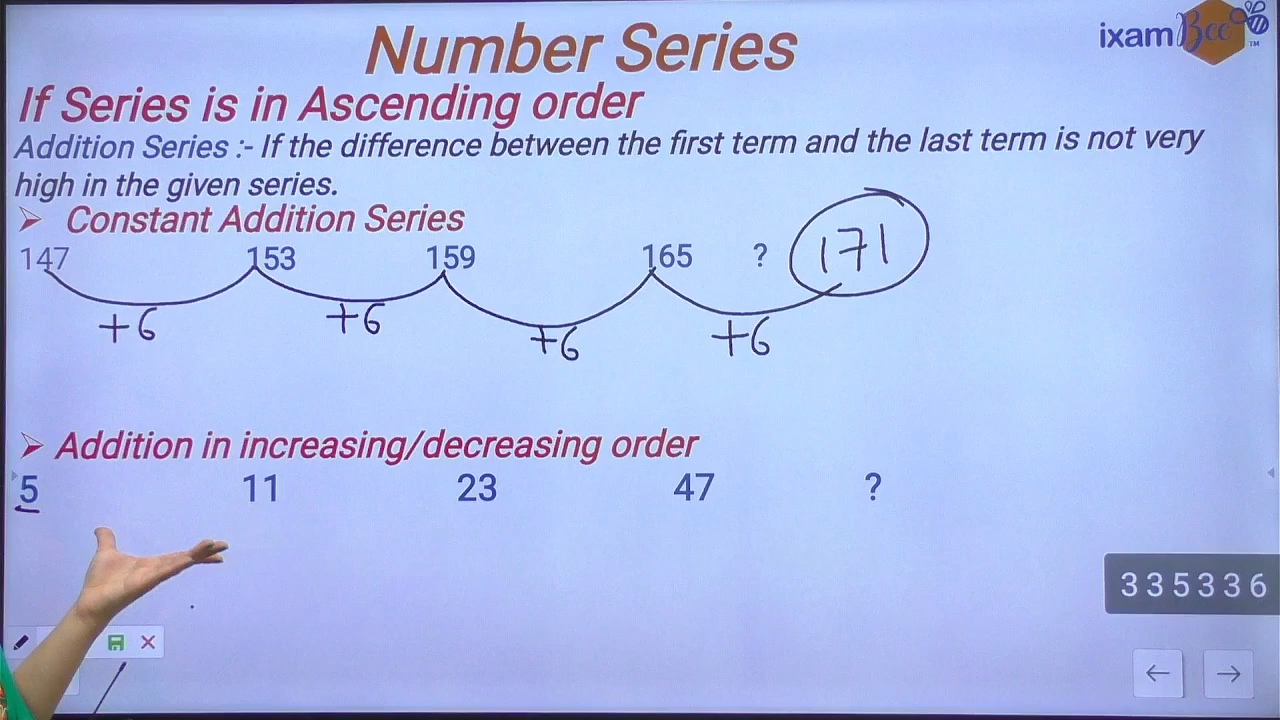 Number Series
ixamBee™
If Series is in Ascending order
Addition Series :- If the difference between the first term and the last term is not very
high in the given series.
➢ Constant Addition Series
147 153 159 165 ? 171
+6 +6 +6 +6
➢ Addition in increasing/decreasing order
5 11 23 47 ?
335336